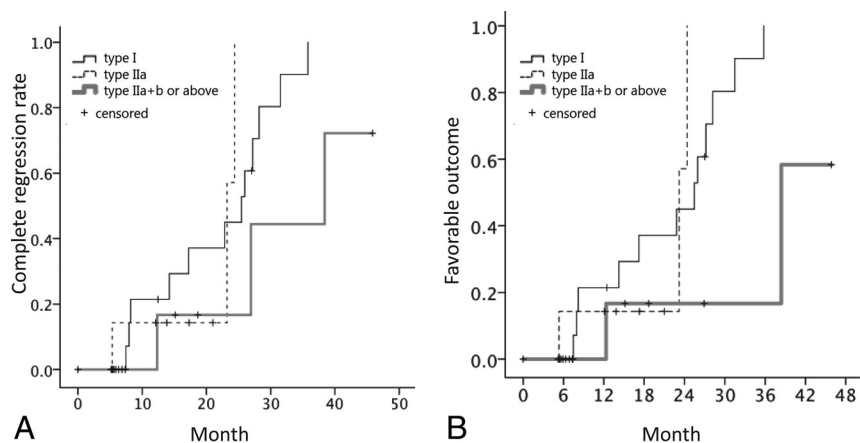 Complete regression rate
1.0
0.8
0.6
0.4
0.2
0.0
type I
type IIa
type IIa+b or above
+ censored
0 10 20 30 40 50
A
Month
Favorable outcome
1.0
0.8
0.6
0.4
0.2
0.0
type I
type IIa
type IIa+b or above
+ censored
0 6 12 18 24 30 36 42 48
B
Month